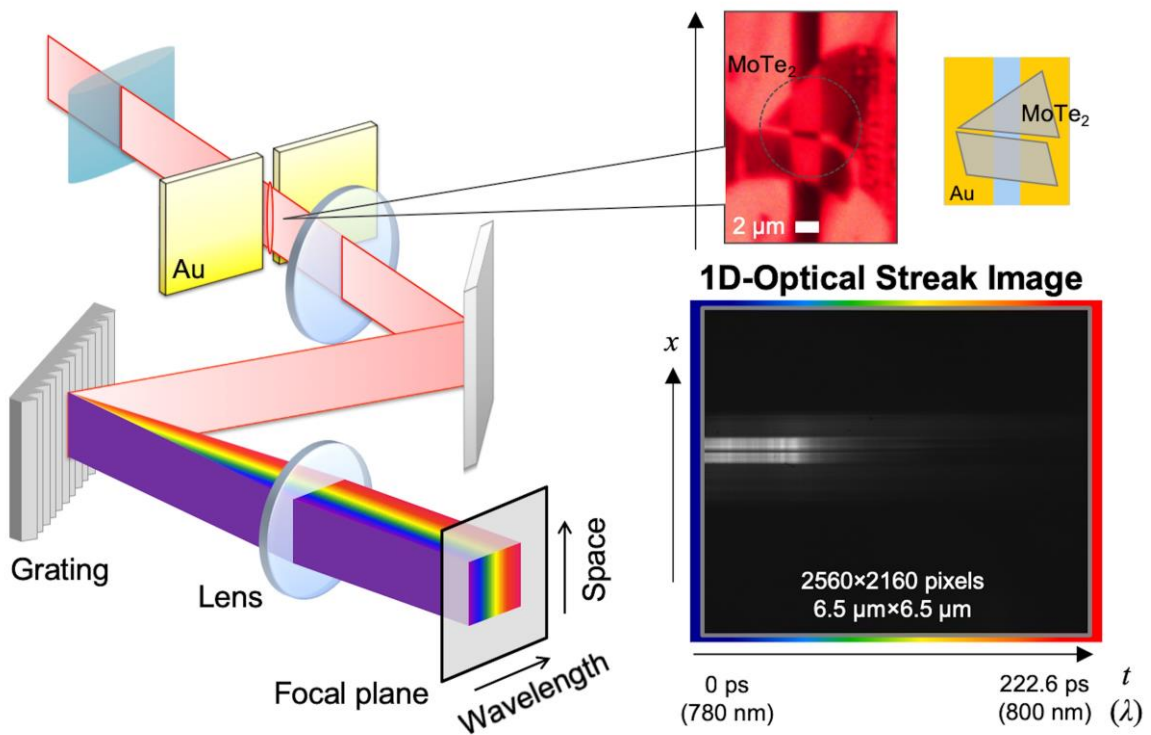 MoTe₂
2 µm
MoTe₂
Au
Au
1D-Optical Streak Image
x
2560×2160 pixels
6.5 µm×6.5 µm
0 ps
(780 nm)
222.6 ps
(800 nm)
t
(λ)
Grating
Lens
Focal plane
Wavelength
Space